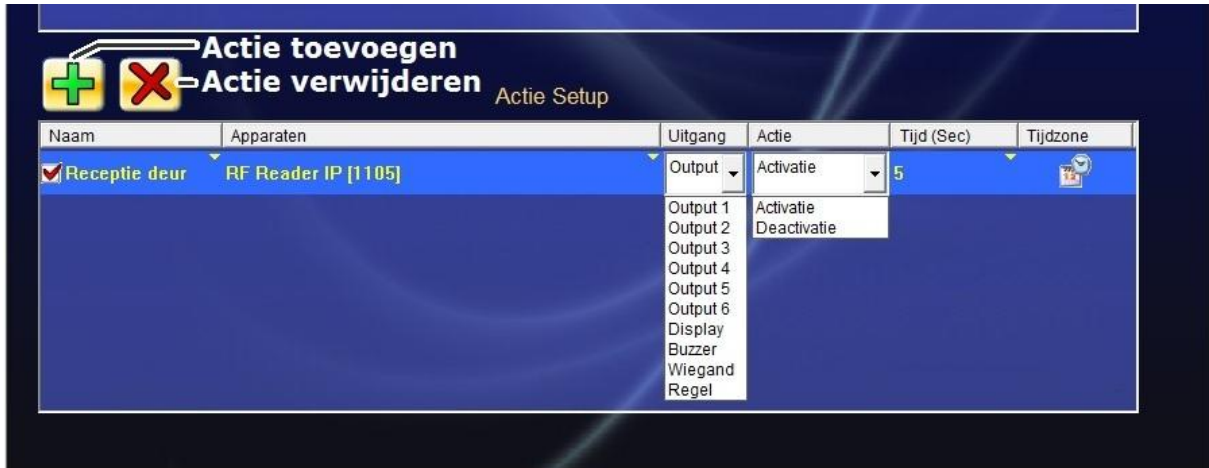 Actie toevoegen
Actie verwijderen
Actie Setup
Naam Apparaten Uitgang Actie Tijd (Sec) Tijdzone
Receptie deur RF Reader IP [1105] Output Activatie 5
Output 1 Activatie
Output 2 Deactivatie
Output 3
Output 4
Output 5
Output 6
Display
Buzzer
Wiegand
Regel